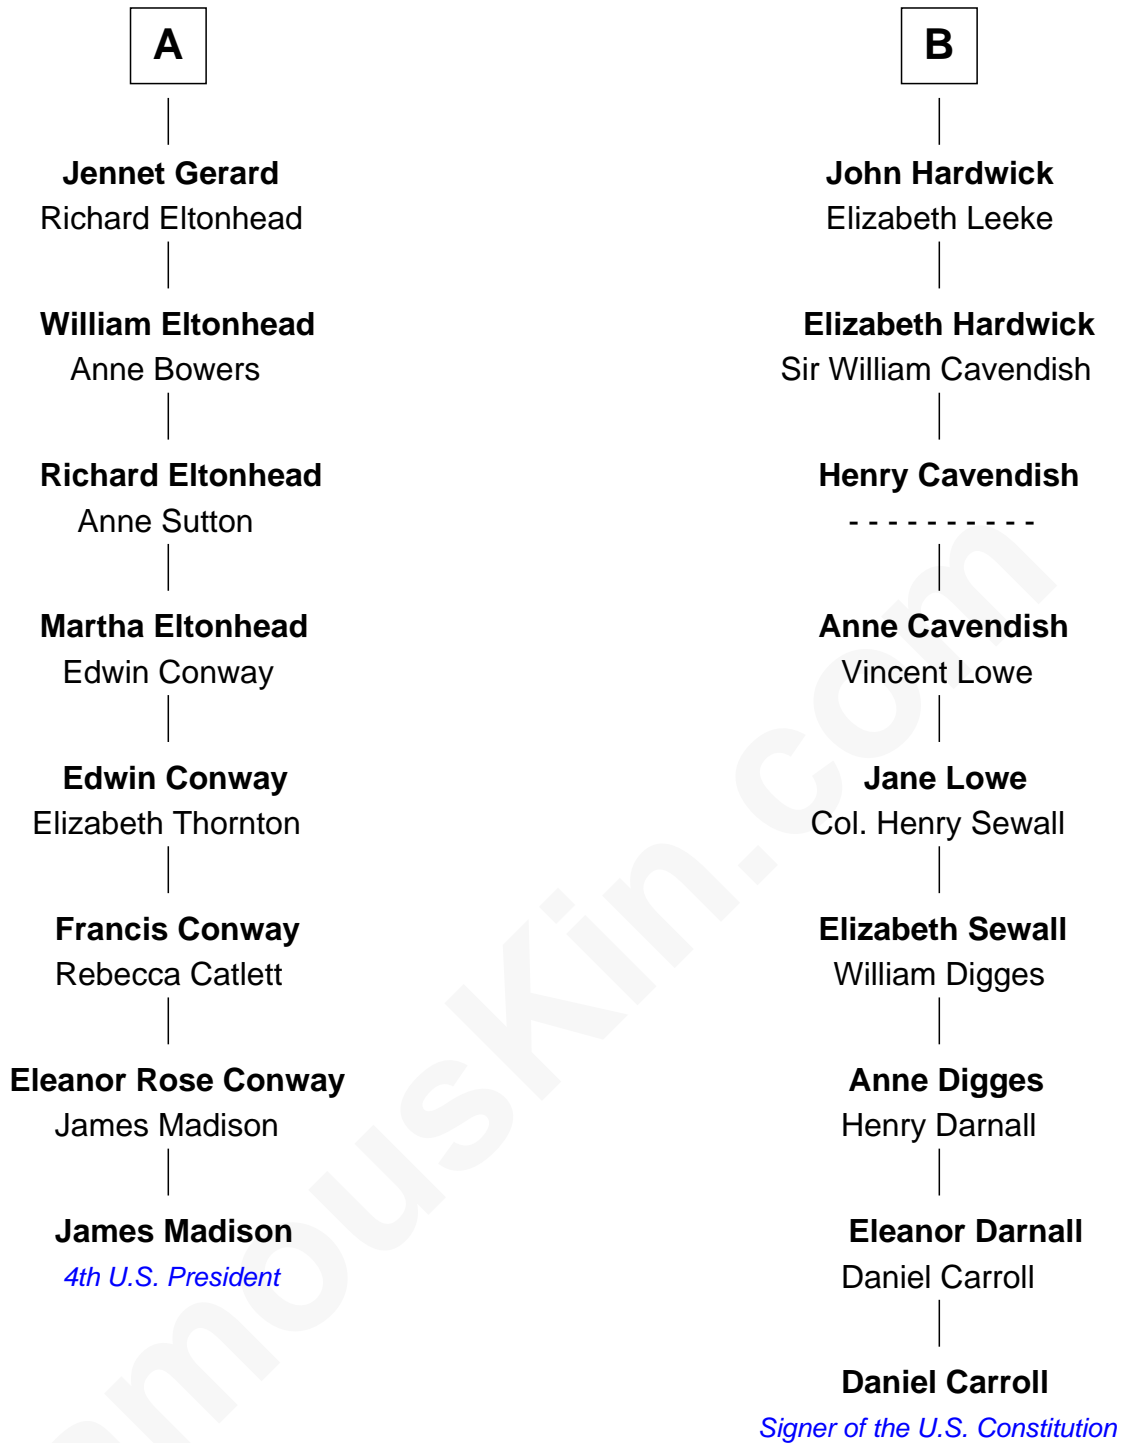 A
Jennet Gerard
Richard Eltonhead
William Eltonhead
Anne Bowers
Richard Eltonhead
Anne Sutton
Martha Eltonhead
Edwin Conway
Edwin Conway
Elizabeth Thornton
Francis Conway
Rebecca Catlett
Eleanor Rose Conway
James Madison
James Madison
4th U.S. President
B
John Hardwick
Elizabeth Leeke
Elizabeth Hardwick
Sir William Cavendish
Henry Cavendish
- - - - - - - - - -
Anne Cavendish
Vincent Lowe
Jane Lowe
Col. Henry Sewall
Elizabeth Sewall
William Digges
Anne Digges
Henry Darnall
Eleanor Darnall
Daniel Carroll
Daniel Carroll
Signer of the U.S. Constitution
amousKin.com